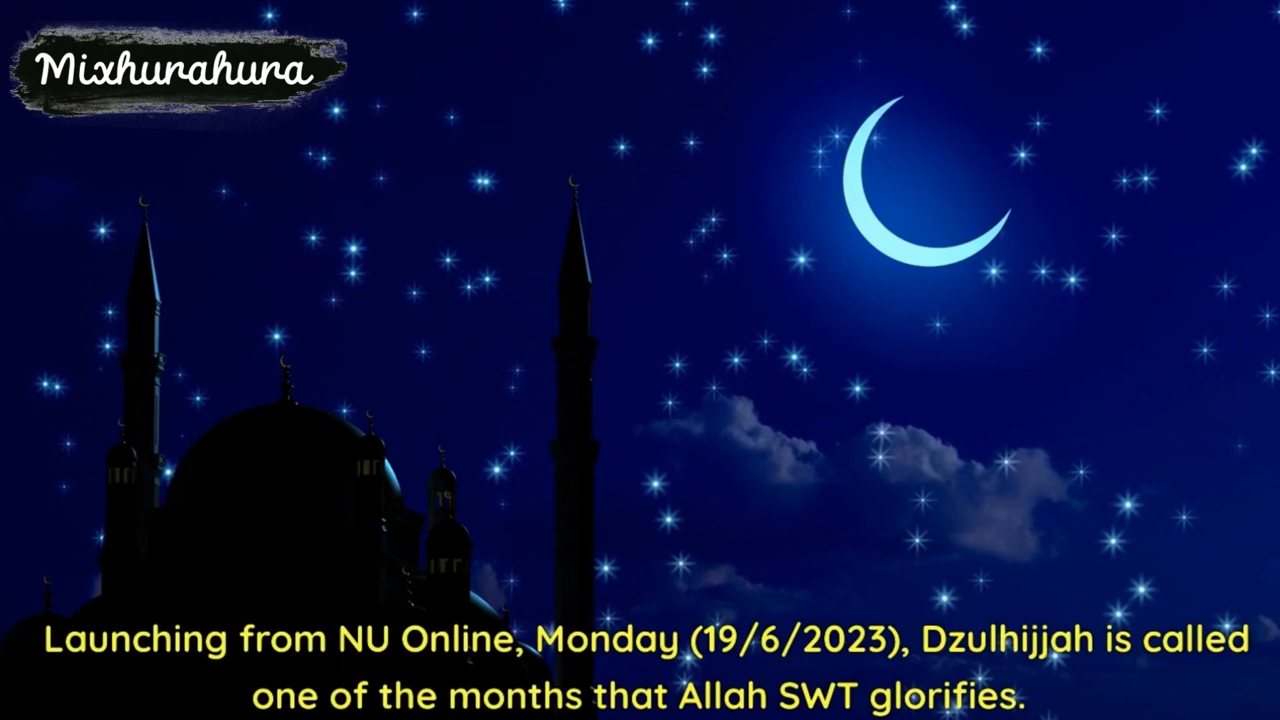 Mixhurahura
Launching from NU Online, Monday (19/6/2023), Dzulhijjah is called
one of the months that Allah SWT glorifies.